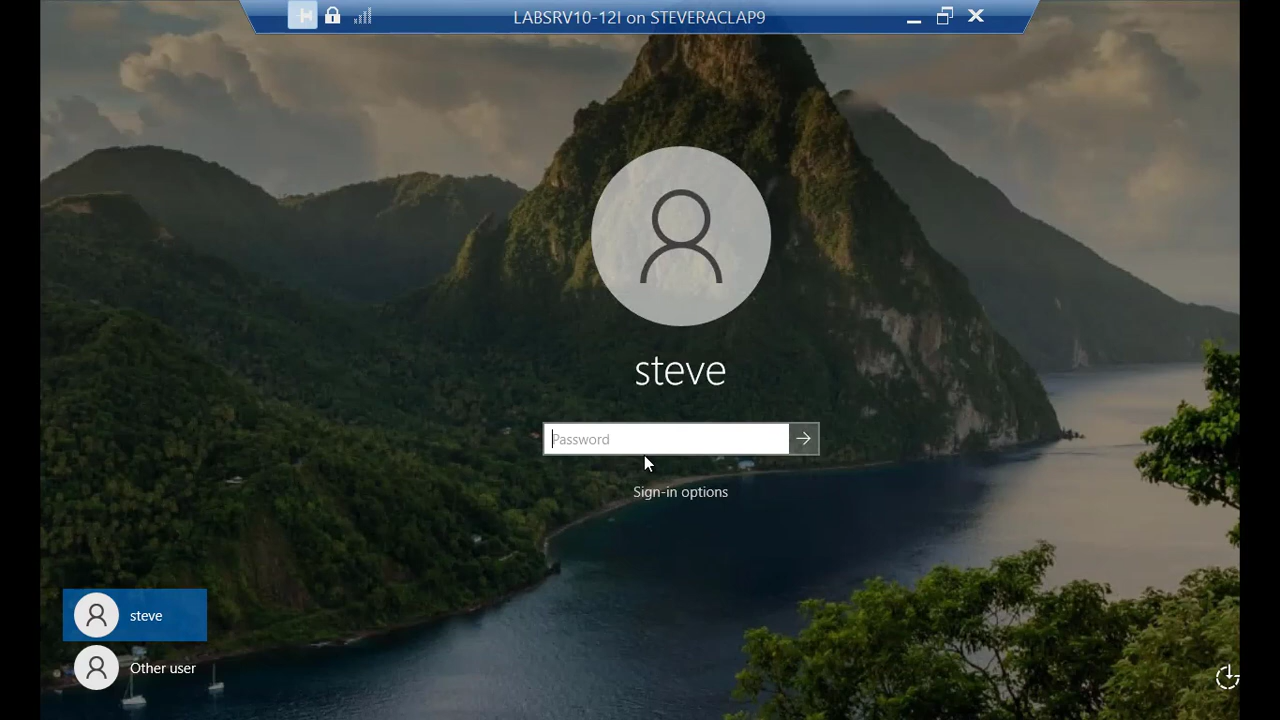 LABSRV10-12I on STEVERACLAP9
steve
Password
Sign-in options
steve
Other user